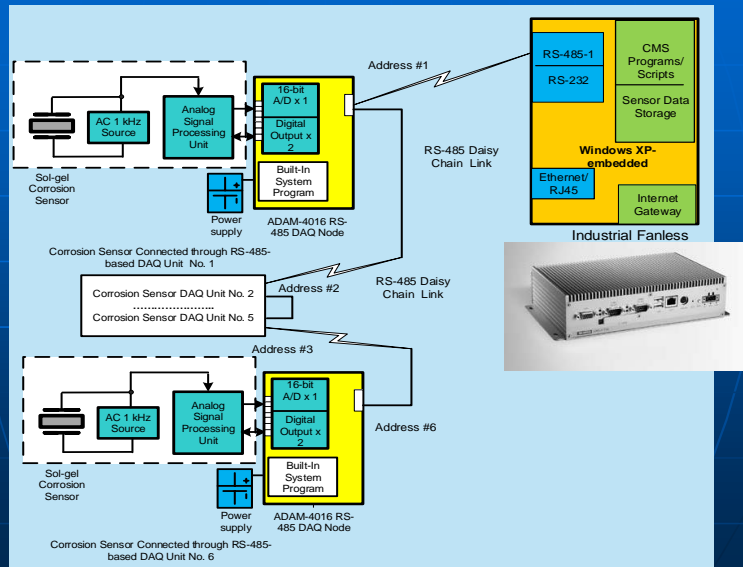 Address #1
RS-485-1
RS-232
CMS
Programs/
Scripts
Sensor Data
Storage
Windows XP-
embedded
Ethernet/
RJ45
Internet
Gateway
Industrial Fanless
AC 1 kHz
Source
Analog
Signal
Processing
Unit
16-bit
A/D x 1
Digital
Output x
2
Built-In
System
Program
Sol-gel
Corrosion
Sensor
Power
supply
ADAM-4016 RS-
485 DAQ Node
RS-485 Daisy
Chain Link
Corrosion Sensor Connected through RS-485-
based DAQ Unit No. 1
Corrosion Sensor DAQ Unit No. 2
........................
Corrosion Sensor DAQ Unit No. 5
Address #2
RS-485 Daisy
Chain Link
Address #3
AC 1 kHz
Source
Analog
Signal
Processing
Unit
16-bit
A/D x 1
Digital
Output x
2
Address #6
Built-In
System
Program
Sol-gel
Corrosion
Sensor
Power
supply
ADAM-4016 RS-
485 DAQ Node
Corrosion Sensor Connected through RS-485-
based DAQ Unit No. 6